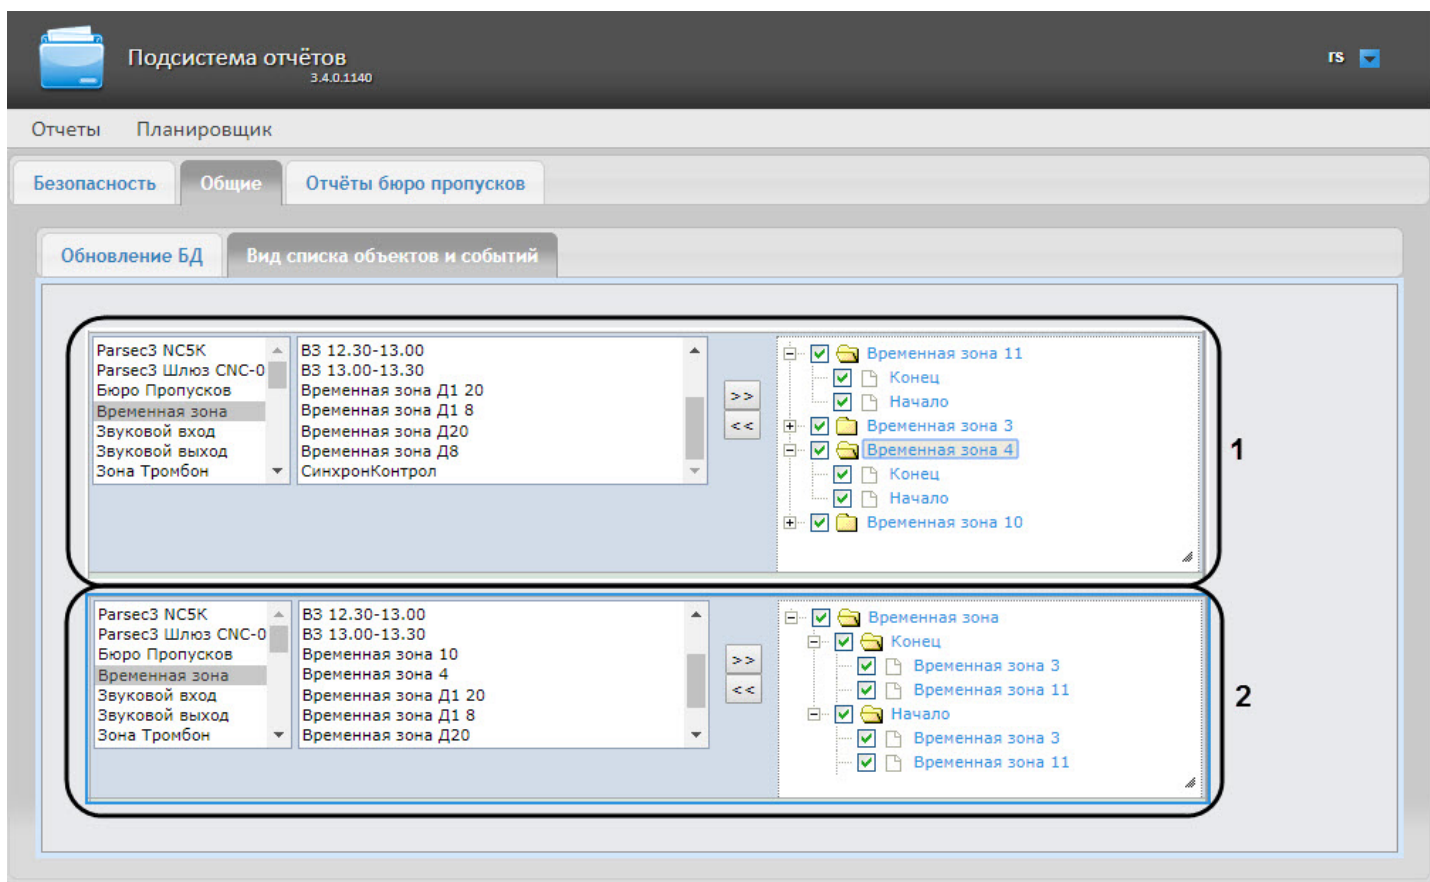 Подсистема отчётов
3.4.0.1140
rs
Отчеты Планировщик
Безопасность Общие Отчёты бюро пропусков
Обновление БД Вид списка объектов и событий
Parsec3 NC5K
Parsec3 Шлюз CNC-0
Бюро Пропусков
Временная зона
Звуковой вход
Звуковой выход
Зона Тромбон
ВЗ 12.30-13.00
ВЗ 13.00-13.30
Временная зона Д1 20
Временная зона Д1 8
Временная зона Д20
Временная зона Д8
СинхронКонтрол
>>
<<
Временная зона 11
Конец
Начало
Временная зона 3
Временная зона 4
Конец
Начало
Временная зона 10
1
Parsec3 NC5K
Parsec3 Шлюз CNC-0
Бюро Пропусков
Временная зона
Звуковой вход
Звуковой выход
Зона Тромбон
ВЗ 12.30-13.00
ВЗ 13.00-13.30
Временная зона 10
Временная зона 4
Временная зона Д1 20
Временная зона Д1 8
Временная зона Д20
>>
<<
Временная зона
Конец
Временная зона 3
Временная зона 11
Начало
Временная зона 3
Временная зона 11
2